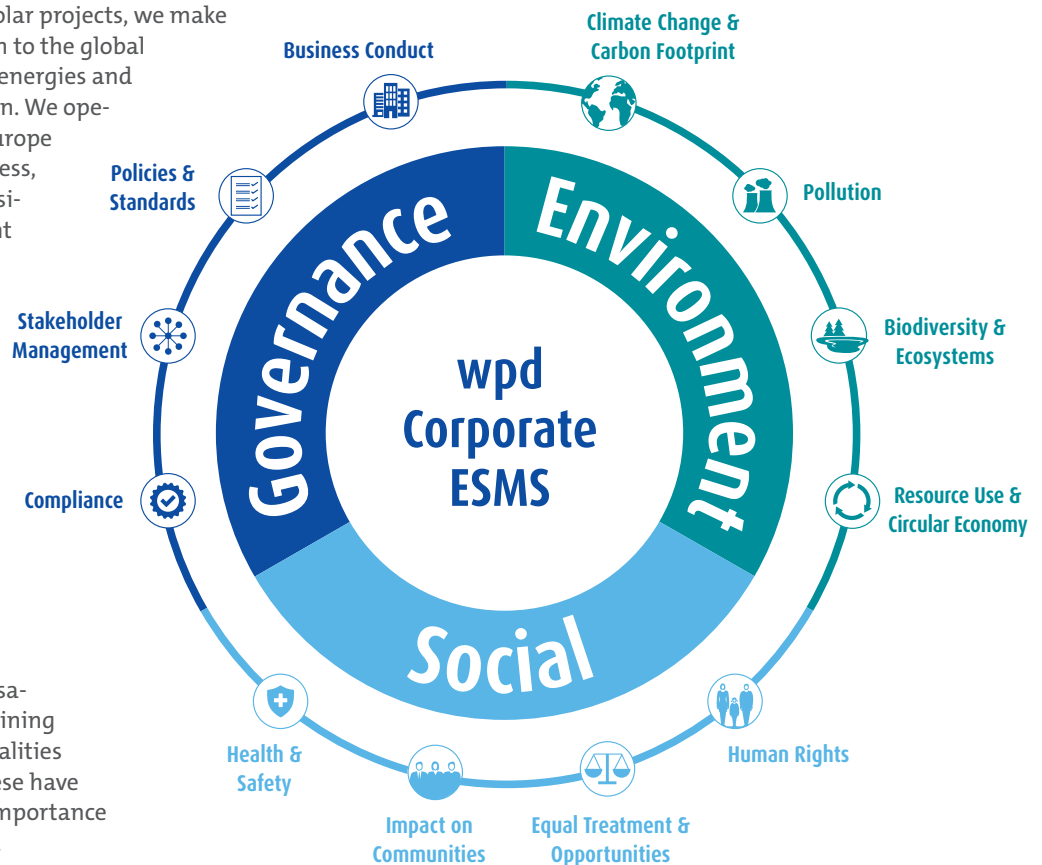 olar projects, we make
n to the global
energies and
n. We ope-
urope
ess,
si-
nt
sa-
ining
alities
ese have
mportance
Business Conduct
Climate Change &
Carbon Footprint
Policies &
Standards
Pollution
Stakeholder
Management
Biodiversity &
Ecosystems
Compliance
Resource Use &
Circular Economy
Governance
Environment
wpd
Corporate
ESMS
Social
Health &
Safety
Human Rights
Impact on
Communities
Equal Treatment &
Opportunities